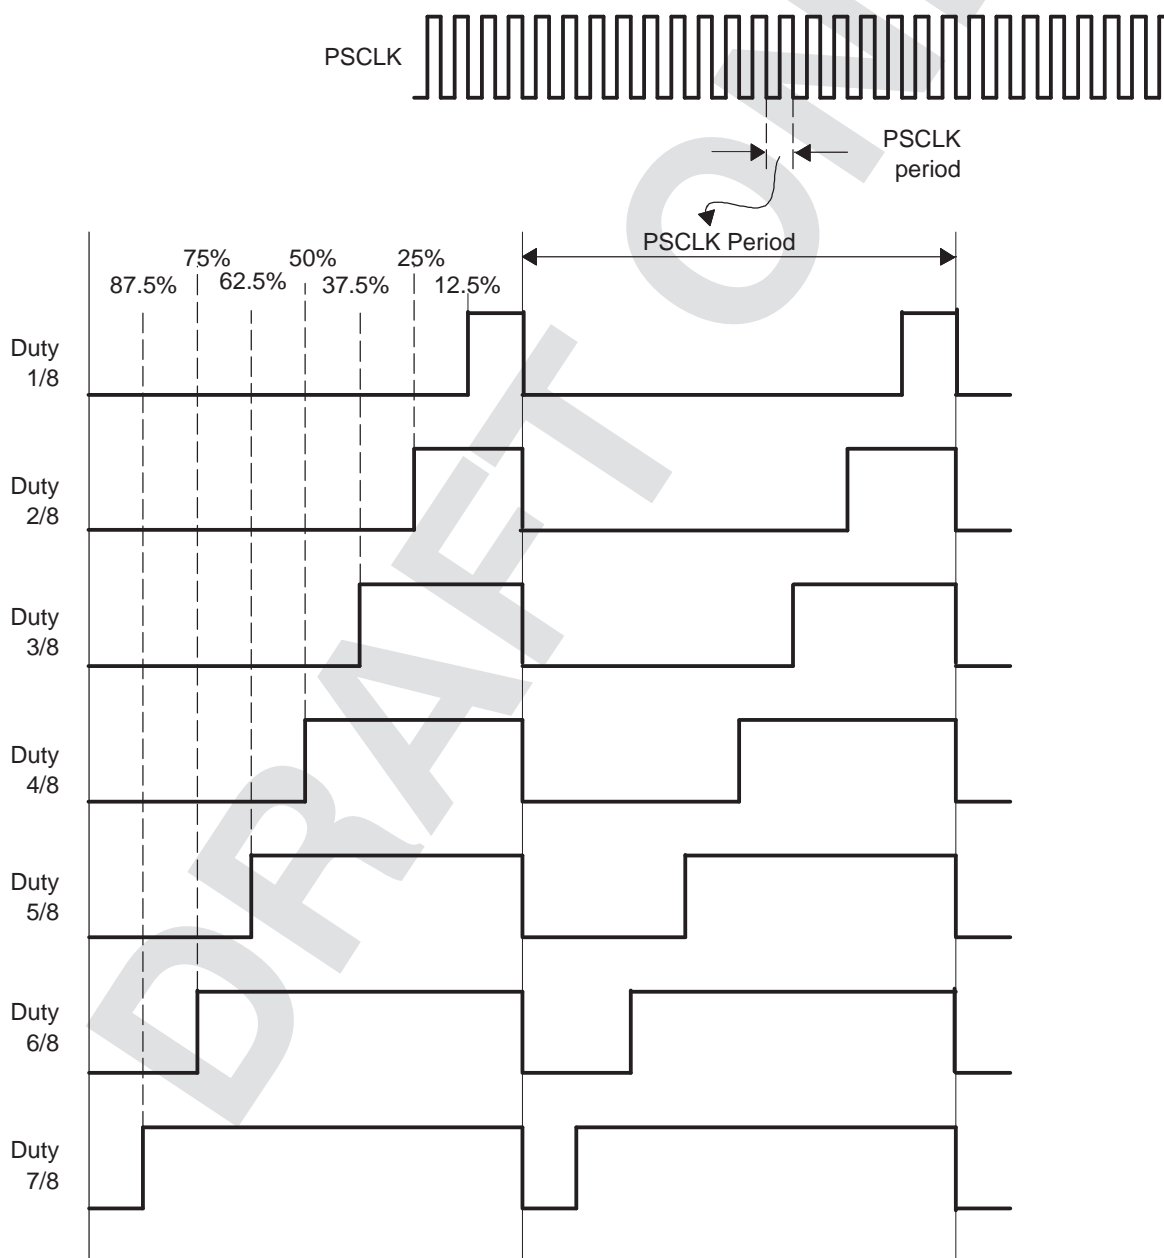 PSCLK
PSCLK
period
PSCLK Period
75%
50%
25%
87.5%
62.5%
37.5%
12.5%
Duty
1/8
Duty
2/8
Duty
3/8
Duty
4/8
Duty
5/8
Duty
6/8
Duty
7/8
DRAFT ON